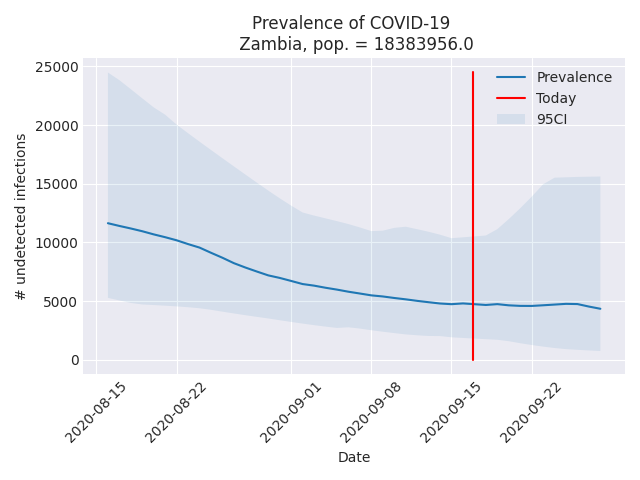 Prevalence of COVID-19
Zambia, pop. = 18383956.0
# undetected infections
25000
20000
15000
10000
5000
0
Prevalence
Today
95CI
2020-08-15
2020-08-22
2020-09-01
2020-09-08
2020-09-15
2020-09-22
Date